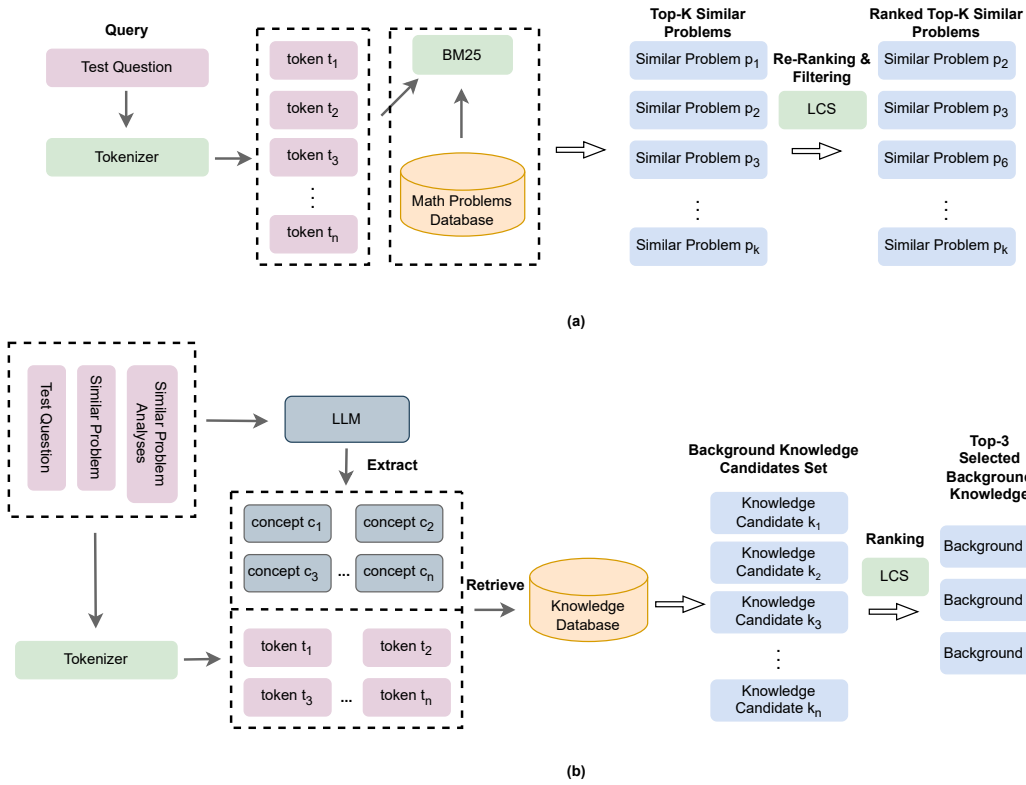 Query
Test Question
Tokenizer
token t1
token t2
token t3
token tn
BM25
Math Problems
Database
Top-K Similar
Problems
Similar Problem p1
Similar Problem p2
Similar Problem p3
Similar Problem pk
Re-Ranking &
Filtering
LCS
Ranked Top-K Similar
Problems
Similar Problem p2
Similar Problem p3
Similar Problem p6
Similar Problem pk
(a)
Test Question
Similar Problem
Similar Problem
Analyses
LLM
Extract
concept c1
concept c2
concept c3
...
concept cn
Tokenizer
token t1
token t2
token t3
...
token tn
Retrieve
Knowledge
Database
Background Knowledge
Candidates Set
Knowledge
Candidate k1
Knowledge
Candidate k2
Knowledge
Candidate k3
Knowledge
Candidate kn
Ranking
LCS
Top-3
Selected
Background
Knowledge
Background
Background
Background
(b)